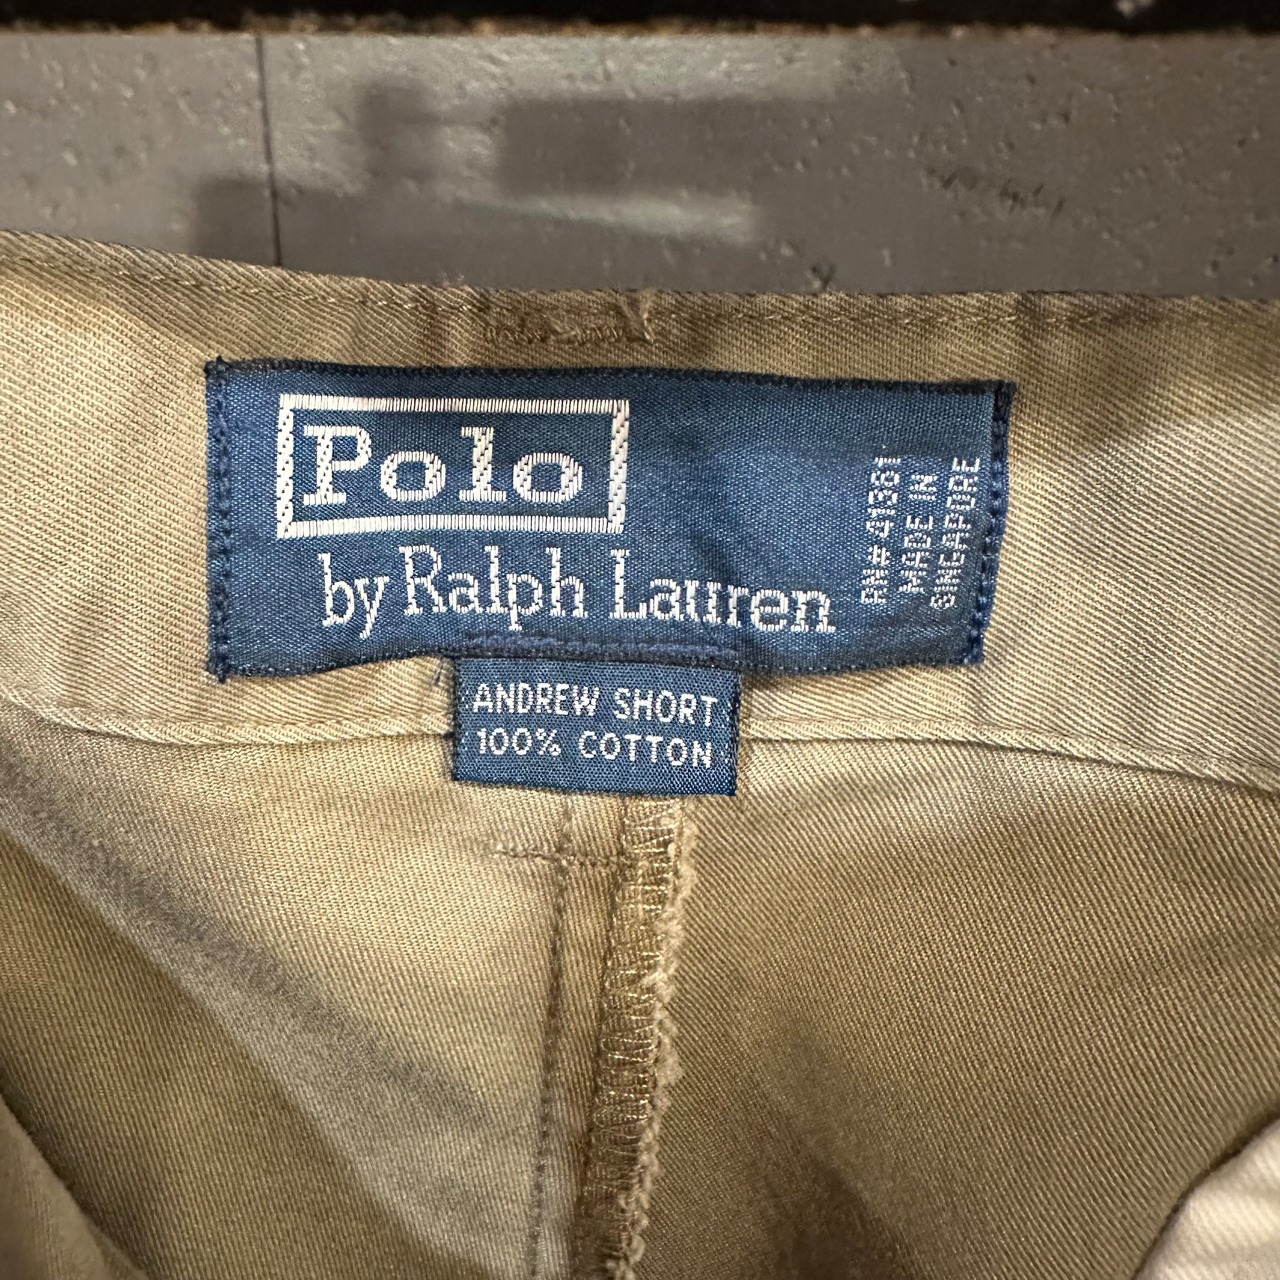 Polo
by Ralph Lauren
RN# 41381
MADE IN
SINGAPORE
ANDREW SHORT
100% COTTON